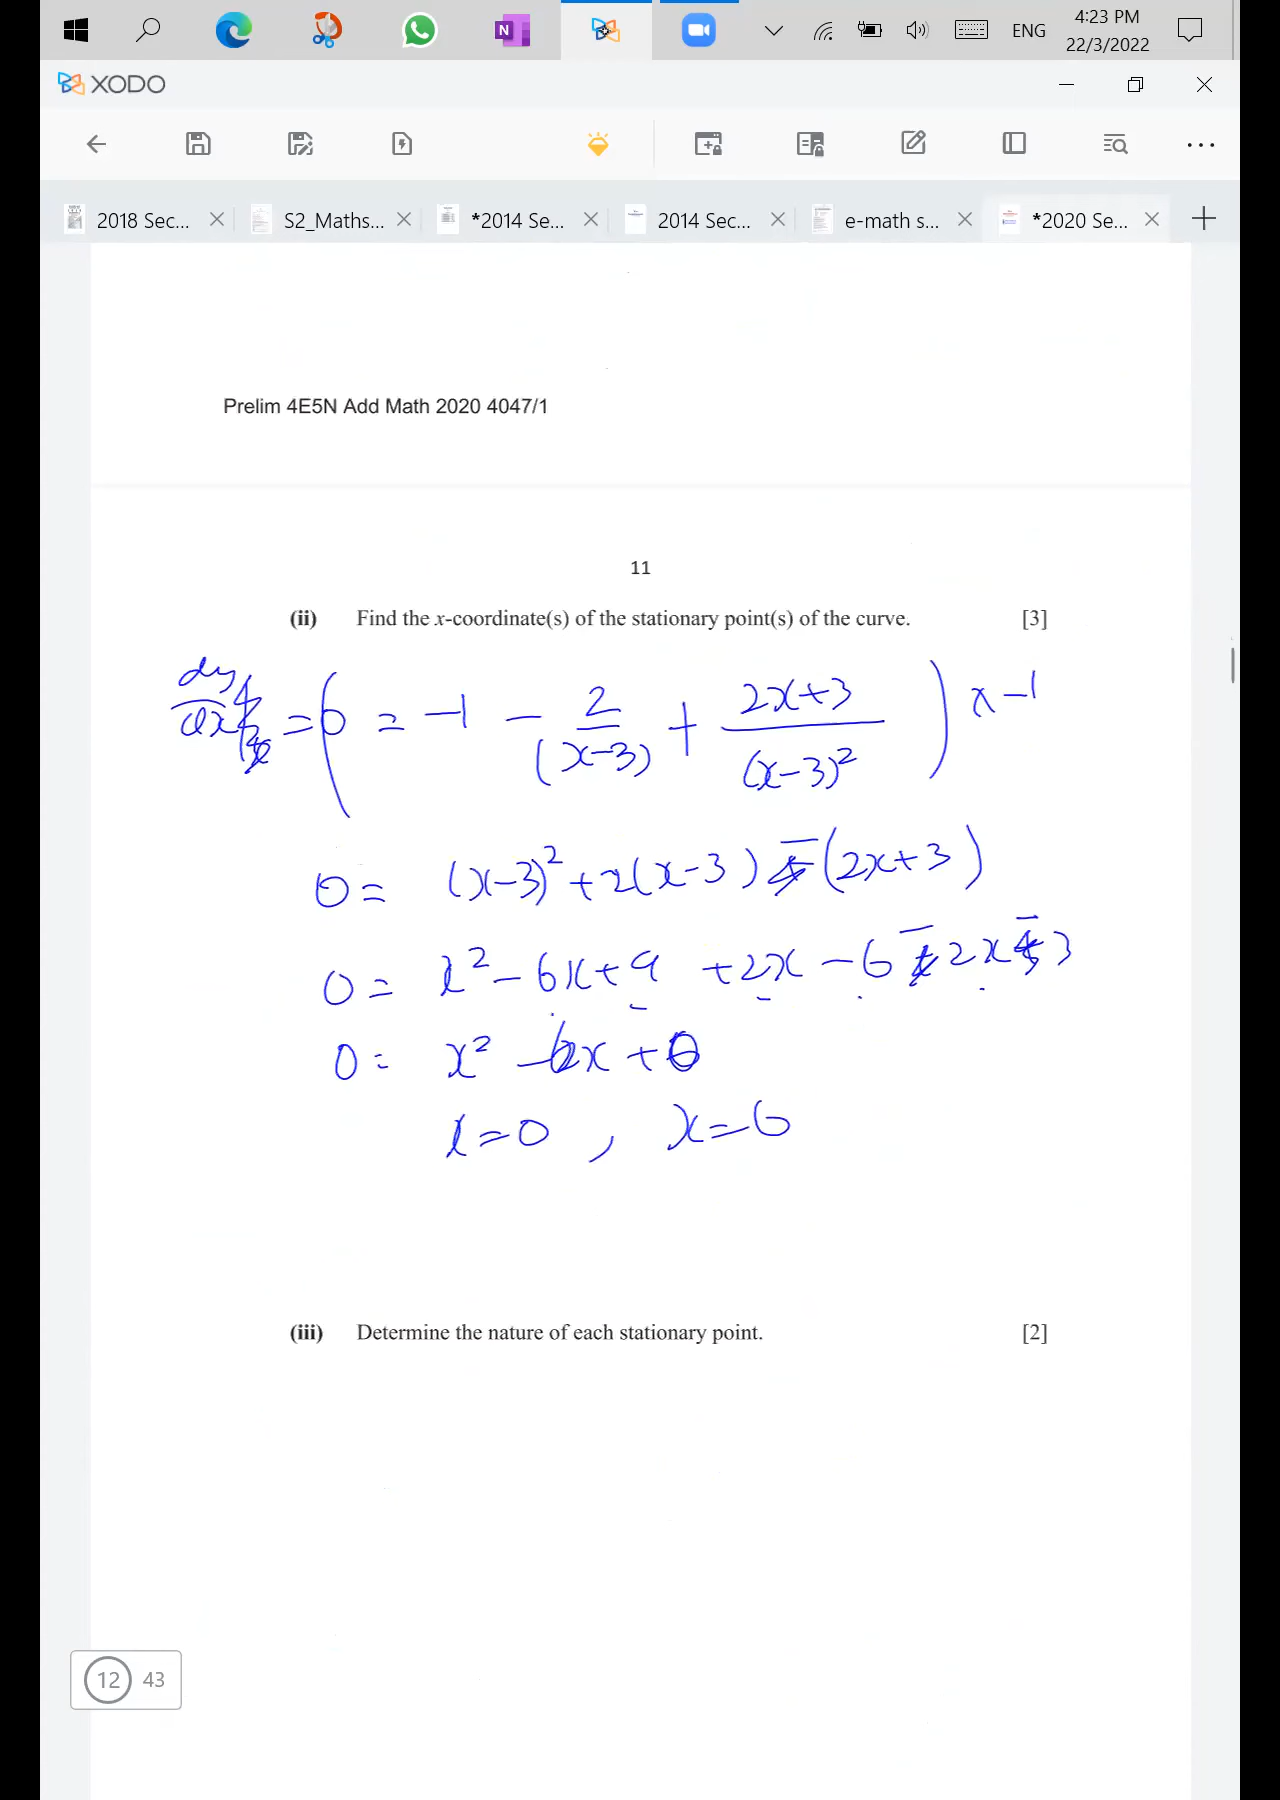 4:23 PM
ENG
22/3/2022
XODO
2018 Sec...
S2_Maths...
*2014 Se...
2014 Sec...
e-math s...
*2020 Se...
Prelim 4E5N Add Math 2020 4047/1
11
(ii) Find the x-coordinate(s) of the stationary point(s) of the curve. [3]
dy/dx = (0 = -1 - 2/(x-3) + (2x+3)/(x-3)²) x -1
0 = (x-3)² + 2(x-3) - (2x+3)
0 = x² - 6x + 9 + 2x - 6 - 2x - 3
0 = x² - 6x + 0
x = 0 , x = 6
(iii) Determine the nature of each stationary point. [2]
12 43